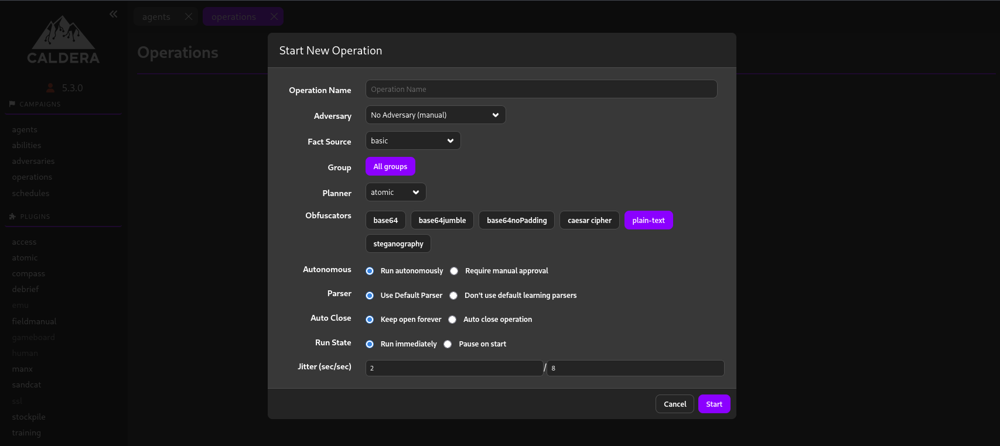 agents
operations
CALDERA
5.3.0
CAMPAIGNS
agents
abilities
adversaries
operations
schedules
PLUGINS
access
atomic
compass
debrief
emu
fieldmanual
gameboard
human
manx
sandcat
ssl
stockpile
training
Operations
Start New Operation
Operation Name Operation Name
Adversary No Adversary (manual)
Fact Source basic
Group All groups
Planner atomic
Obfuscators base64 base64jumble base64noPadding caesar cipher plain-text
steganography
Autonomous Run autonomously Require manual approval
Parser Use Default Parser Don't use default learning parsers
Auto Close Keep open forever Auto close operation
Run State Run immediately Pause on start
Jitter (sec/sec) 2 / 8
Cancel Start